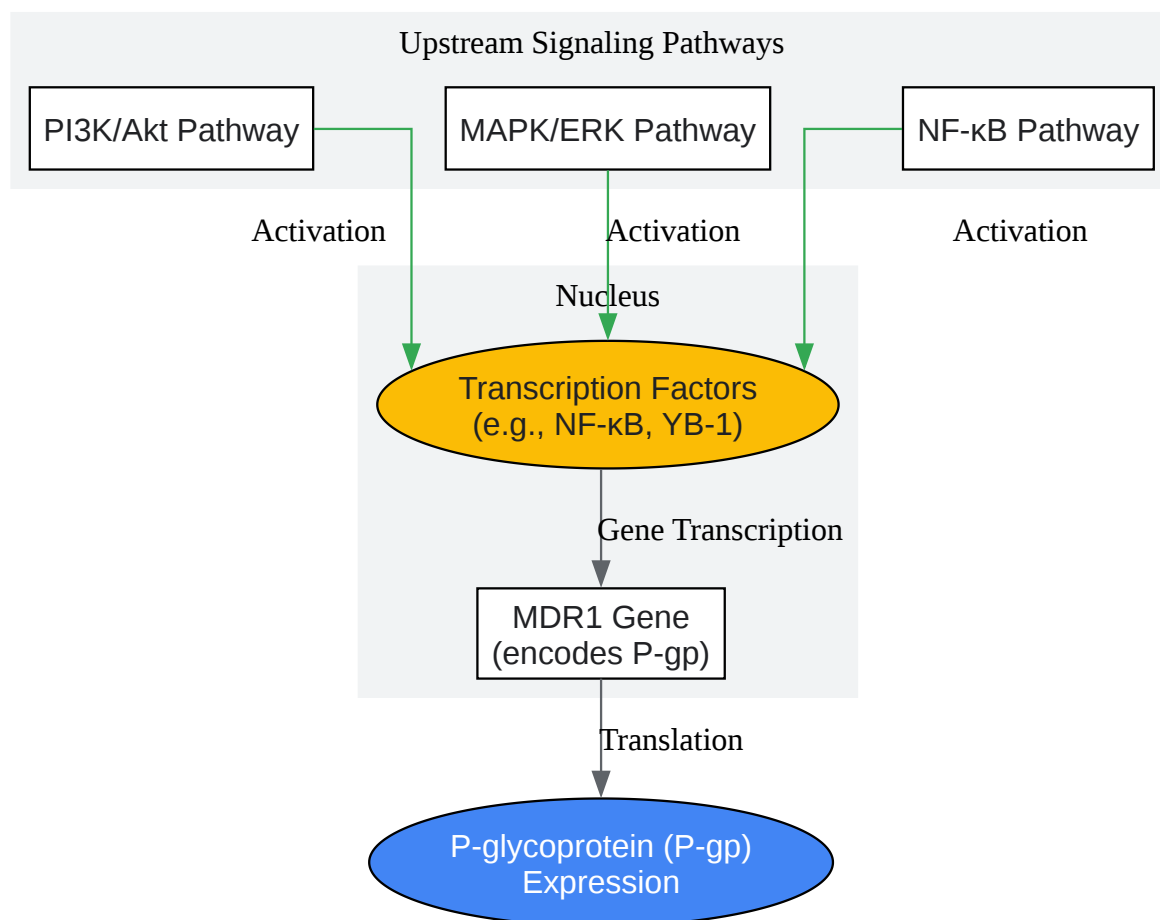 Upstream Signaling Pathways
PI3K/Akt Pathway
MAPK/ERK Pathway
NF-κB Pathway
Activation
Activation
Activation
Nucleus
Transcription Factors
(e.g., NF-κB, YB-1)
Gene Transcription
MDR1 Gene
(encodes P-gp)
Translation
P-glycoprotein (P-gp)
Expression